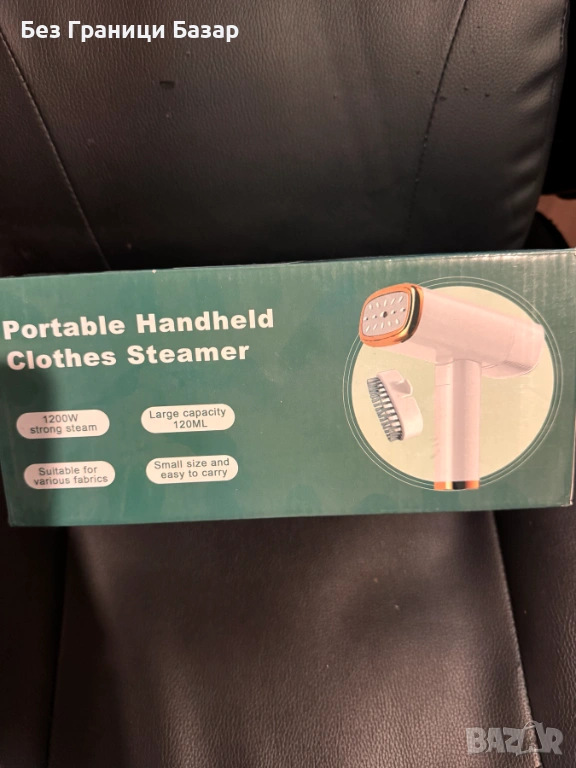 Без Граници Базар
Portable Handheld
Clothes Steamer
1200W
strong steam
Large capacity
120ML
Suitable for
various fabrics
Small size and
easy to carry
BAZAR